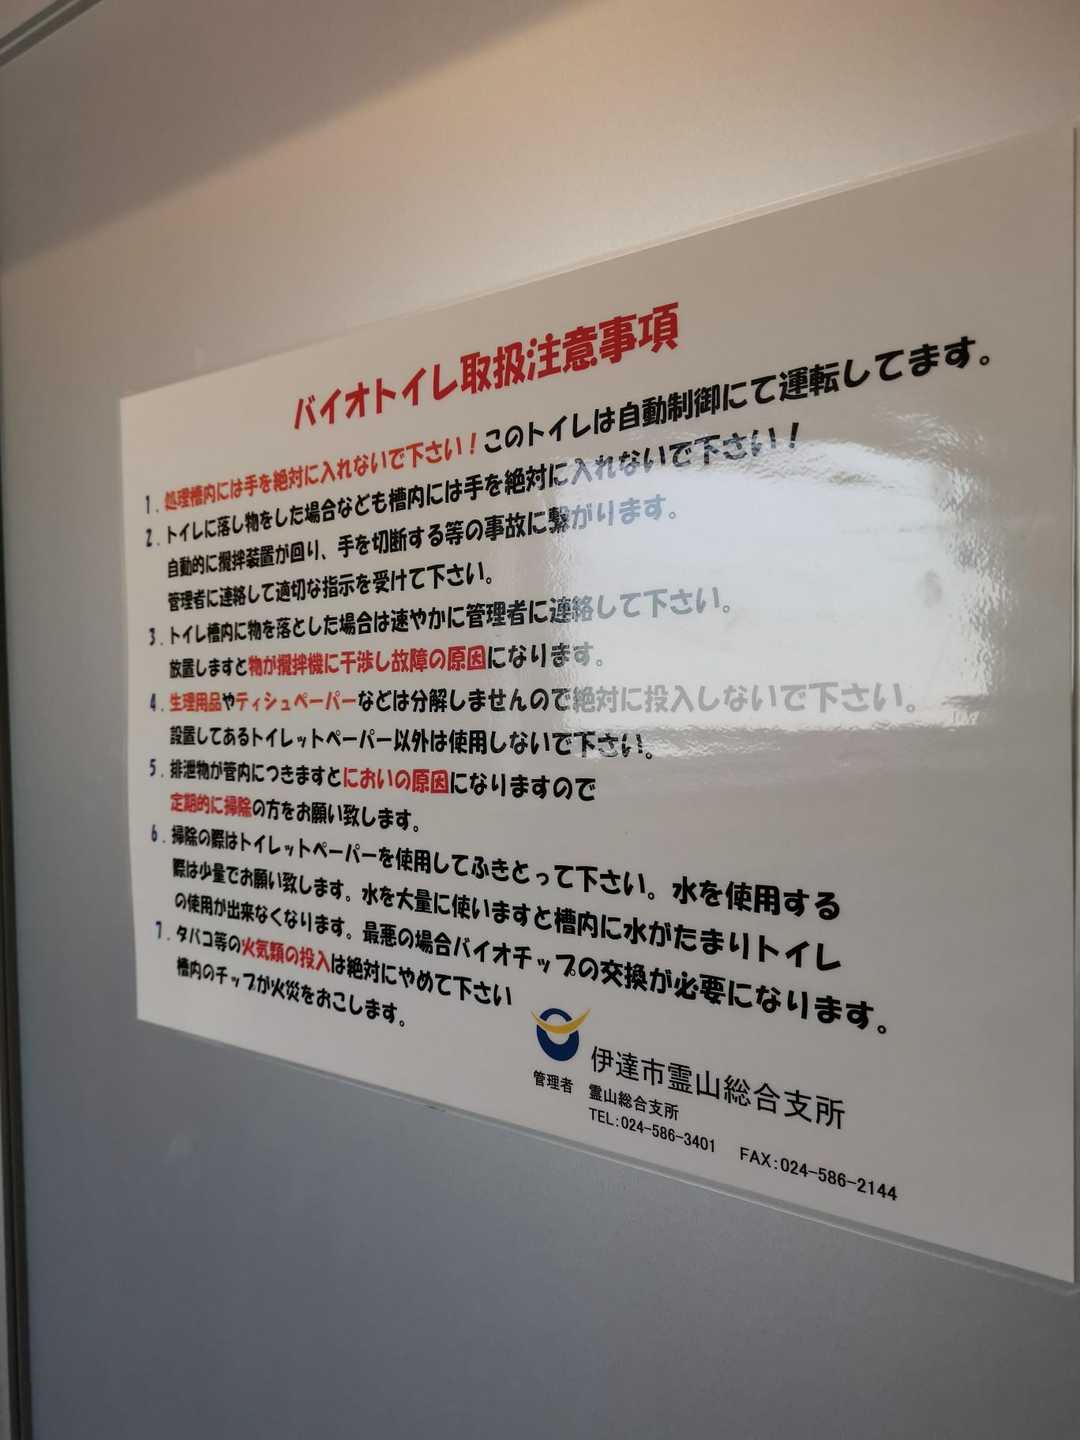 バイオトイレ取扱注意事項
1. 処理槽内には手を絶対に入れないで下さい！このトイレは自動制御にて運転してます。
2. トイレに落し物をした場合なども槽内には手を絶対に入れないで下さい！
自動的に攪拌装置が回り、手を切断する等の事故に繋がります。
管理者に連絡して適切な指示を受けて下さい。
3. トイレ槽内に物を落とした場合は速やかに管理者に連絡して下さい。
放置しますと物が攪拌機に干渉し故障の原因になります。
4. 生理用品やティシュペーパーなどは分解しませんので絶対に投入しないで下さい。
設置してあるトイレットペーパー以外は使用しないで下さい。
5. 排泄物が管内につきますとにおいの原因になりますので
定期的に掃除の方をお願い致します。
6. 掃除の際はトイレットペーパーを使用してふきとって下さい。水を使用する
際は少量でお願い致します。水を大量に使いますと槽内に水がたまりトイレ
の使用が出来なくなります。最悪の場合バイオチップの交換が必要になります。
7. タバコ等の火気類の投入は絶対にやめて下さい
槽内のチップが火災をおこします。
伊達市霊山総合支所
管理者 霊山総合支所
TEL:024-586-3401 FAX:024-586-2144